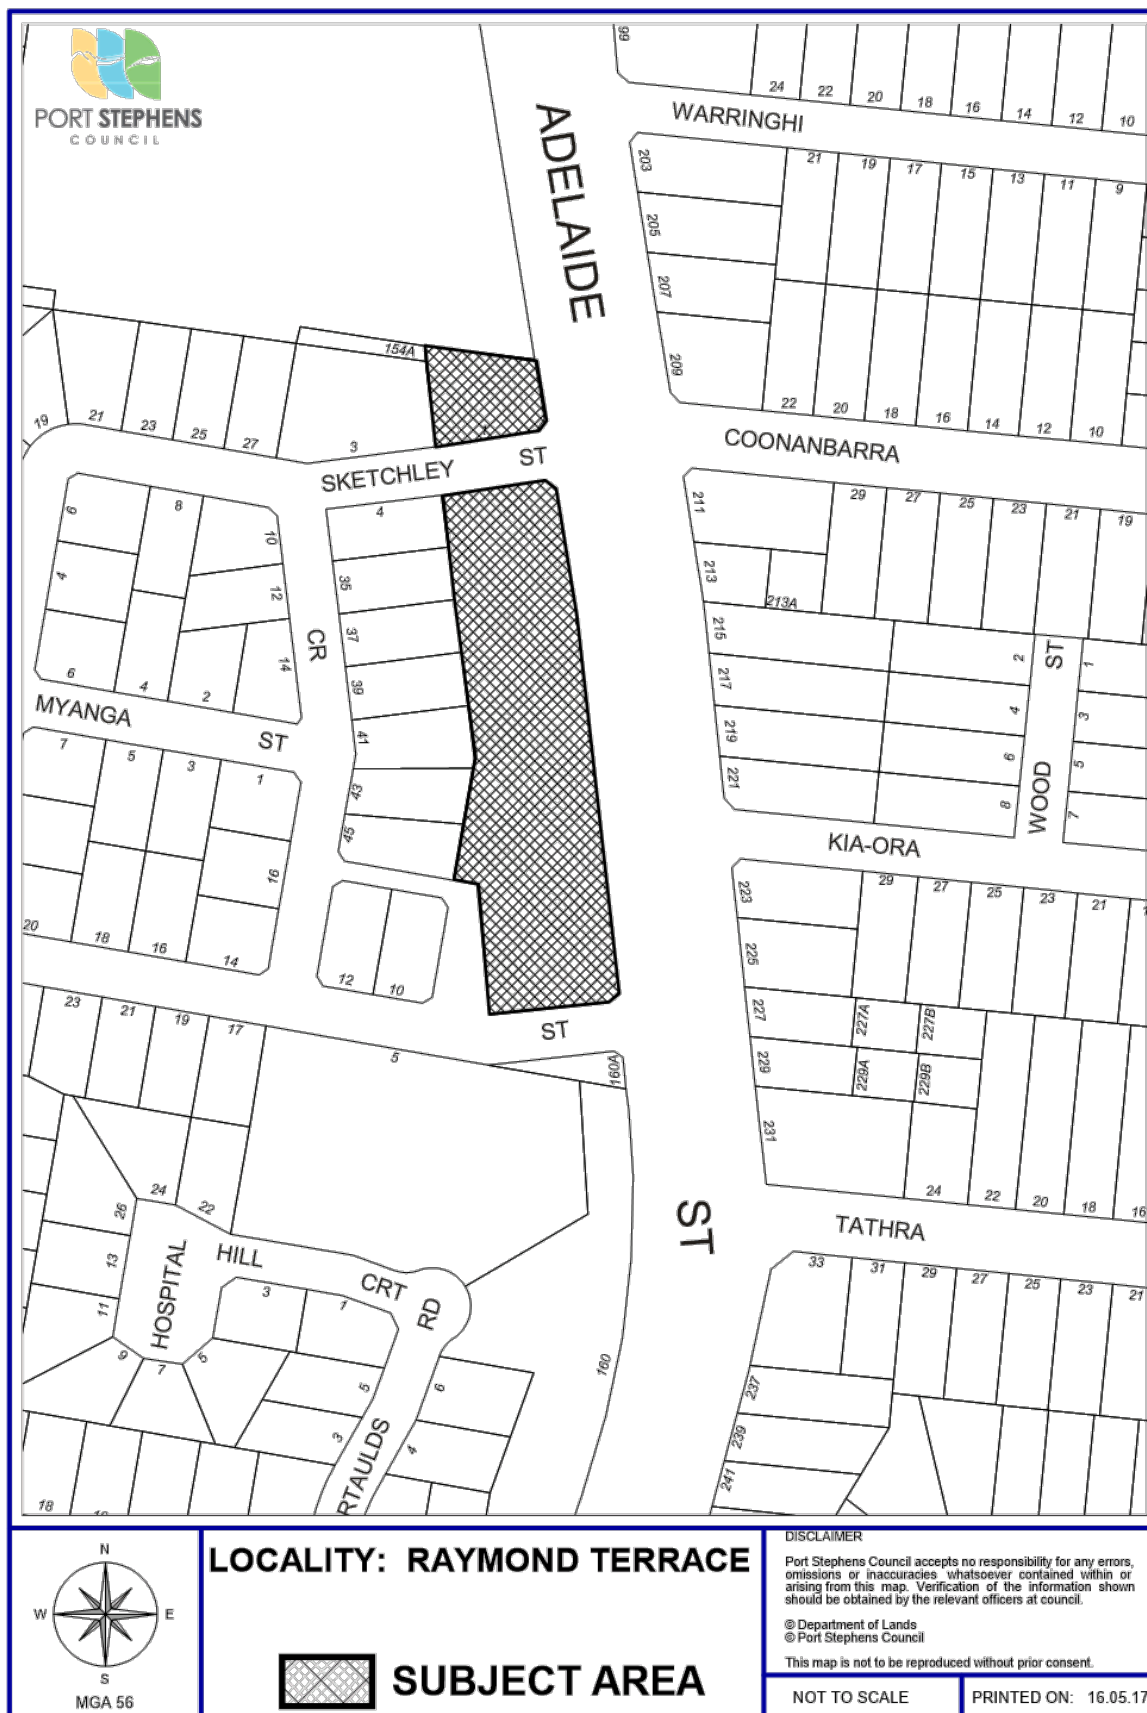 PORT STEPHENS
COUNCIL
ADELAIDE
99
24 22 20 18 16 14 12 10
WARRINGHI
203
21 19 17 15 13 11 9
205
207
209
154A
22 20 18 16 14 12 10
COONANBARRA
19 21 23 25 27 3 1
SKETCHLEY ST
211
29 27 25 23 21 19
213
213A
215
217
219
221
2
4
6
8
WOOD ST
1
3
5
7
KIA-ORA
6 8 10
4 12
6 4 2 14
4
35
37
39
41
43
45
CR
MYANGA ST
7 5 3 1
16
20 18 16 14
12 10
223
29 27 25 23 21
225
227 227A 227B
229 229A 229B
231
24 22 20 18 16
TATHRA
ST
23 21 19 17
5
160A
ST
24 22
26
13
11
HOSPITAL
HILL
CRT
RD
3 1
9 7 5
5 6
3 4
RTAULDS
18
160
33 31 29 27 25 23 21
237
239
241
N
W E
S
MGA 56
LOCALITY: RAYMOND TERRACE
SUBJECT AREA
DISCLAIMER
Port Stephens Council accepts no responsibility for any errors,
omissions or inaccuracies whatsoever contained within or
arising from this map. Verification of the information shown
should be obtained by the relevant officers at council.
© Department of Lands
© Port Stephens Council
This map is not to be reproduced without prior consent.
NOT TO SCALE
PRINTED ON: 16.05.17